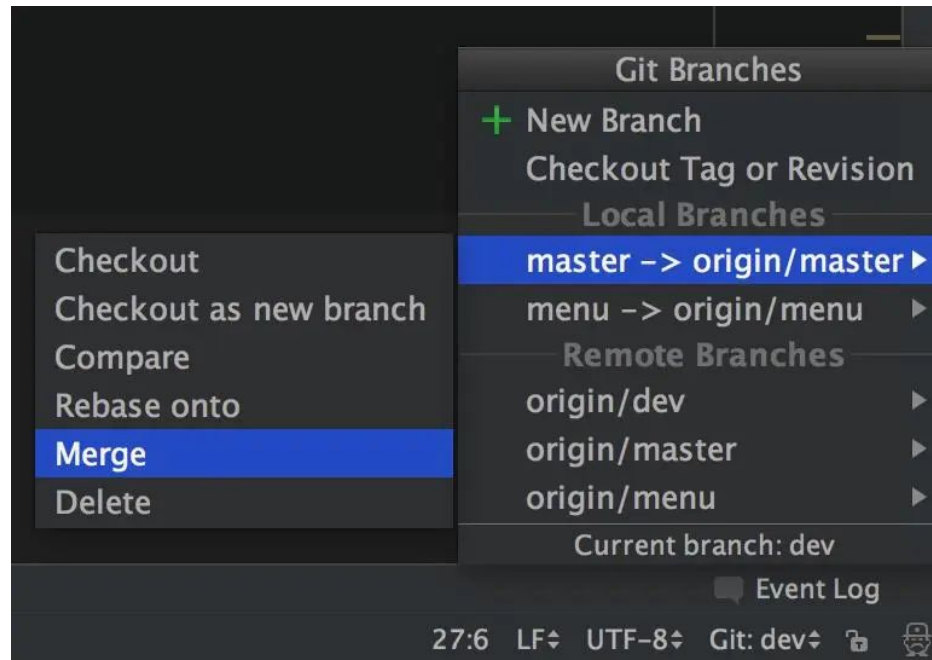 Git Branches
New Branch
Checkout Tag or Revision
Local Branches
master -> origin/master
menu -> origin/menu
Remote Branches
origin/dev
origin/master
origin/menu
Current branch: dev
Checkout
Checkout as new branch
Compare
Rebase onto
Merge
Delete
Event Log
27:6 LF UTF-8 Git: dev